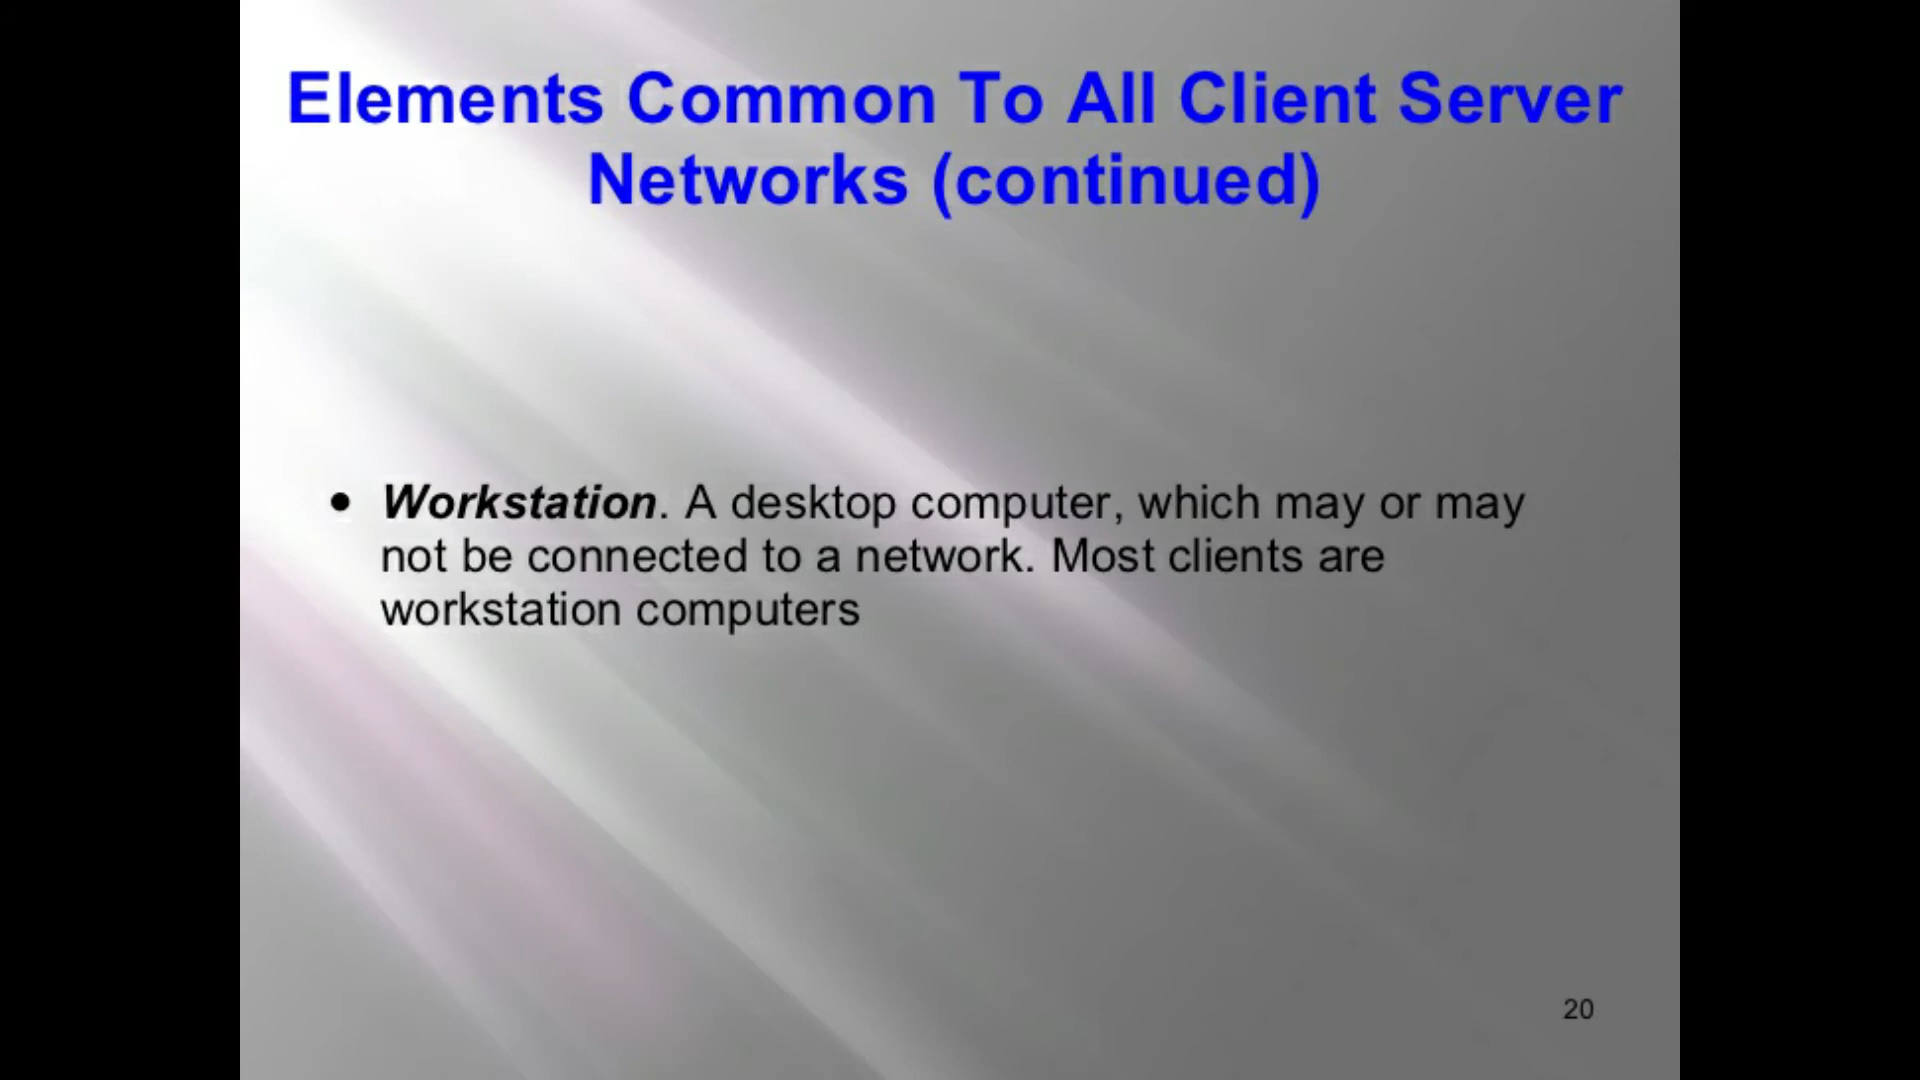 Elements Common To All Client Server
Networks (continued)
• Workstation. A desktop computer, which may or may
not be connected to a network. Most clients are
workstation computers
20